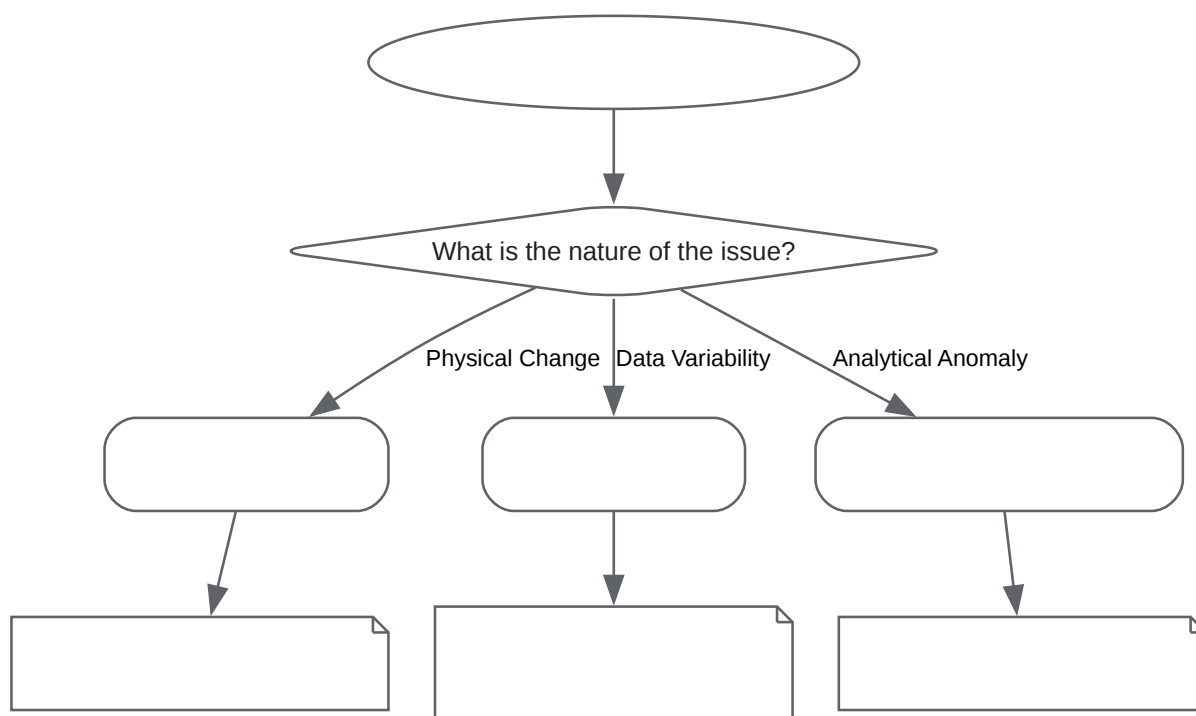 What is the nature of the issue?
Physical Change
Data Variability
Analytical Anomaly